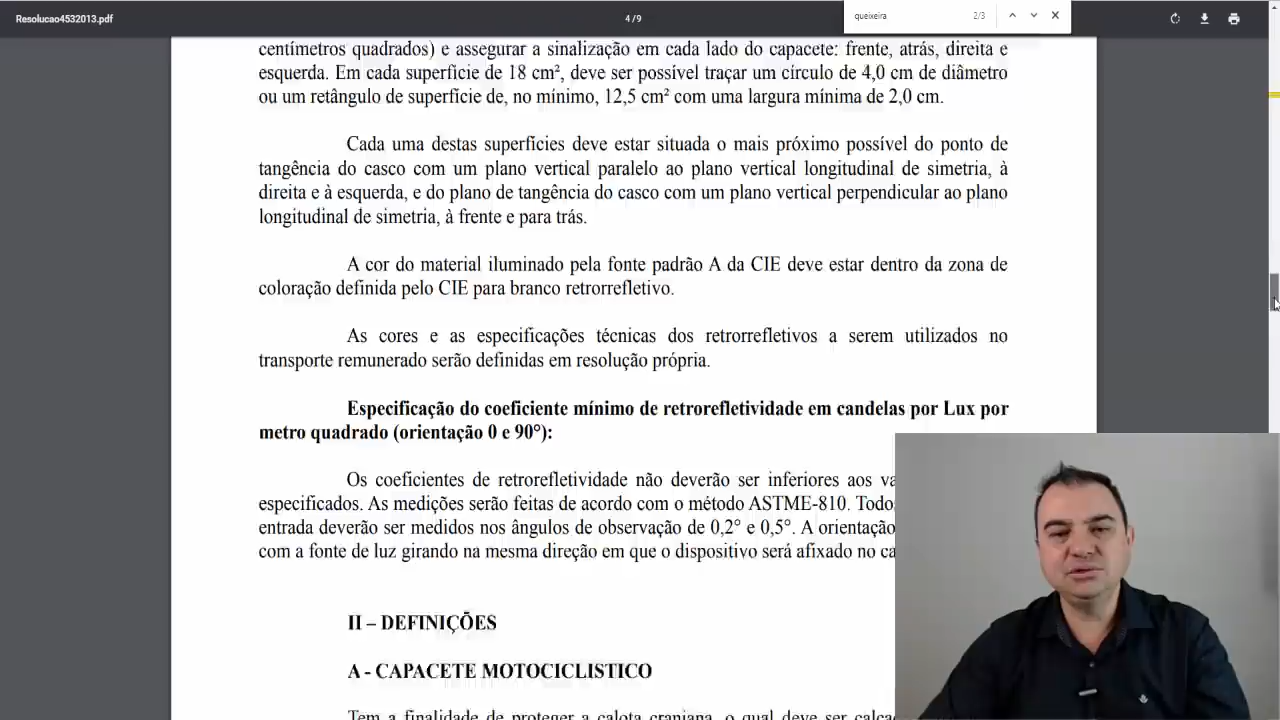 Resolucao4532013.pdf
4 / 9
queixeira
2/3
centímetros quadrados) e assegurar a sinalização em cada lado do capacete: frente, atrás, direita e
esquerda. Em cada superfície de 18 cm², deve ser possível traçar um círculo de 4,0 cm de diâmetro
ou um retângulo de superfície de, no mínimo, 12,5 cm² com uma largura mínima de 2,0 cm.
Cada uma destas superfícies deve estar situada o mais próximo possível do ponto de
tangência do casco com um plano vertical paralelo ao plano vertical longitudinal de simetria, à
direita e à esquerda, e do plano de tangência do casco com um plano vertical perpendicular ao plano
longitudinal de simetria, à frente e para trás.
A cor do material iluminado pela fonte padrão A da CIE deve estar dentro da zona de
coloração definida pelo CIE para branco retrorrefletivo.
As cores e as especificações técnicas dos retrorrefletivos a serem utilizados no
transporte remunerado serão definidas em resolução própria.
Especificação do coeficiente mínimo de retrorefletividade em candelas por Lux por
metro quadrado (orientação 0 e 90°):
Os coeficientes de retrorefletividade não deverão ser inferiores aos
especificados. As medições serão feitas de acordo com o método ASTME-810.
entrada deverão ser medidos nos ângulos de observação de 0,2° e 0,5°. A orientação
com a fonte de luz girando na mesma direção em que o dispositivo será afixado no
II – DEFINIÇÕES
A - CAPACETE MOTOCICLISTICO
Tem a finalidade de proteger a calota craniana, o qual deve ser